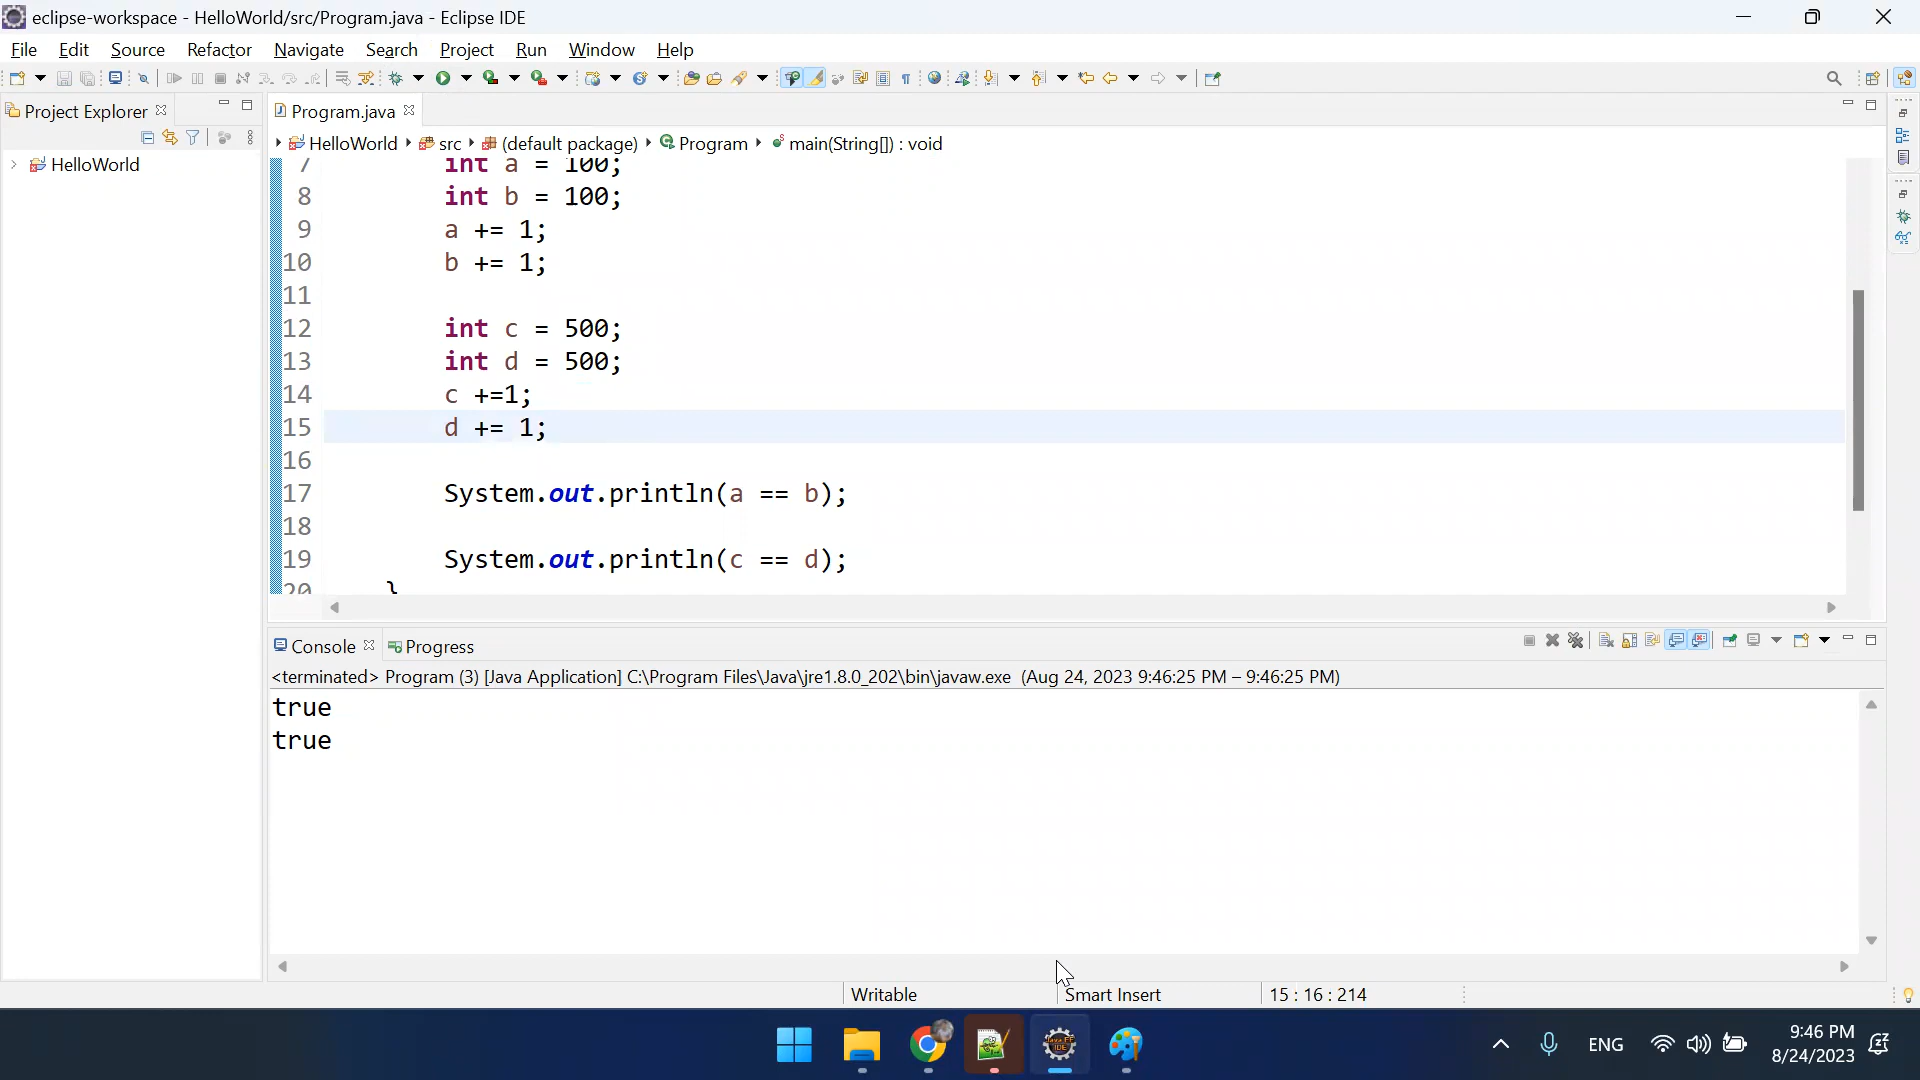 eclipse-workspace - HelloWorld/src/Program.java - Eclipse IDE
File Edit Source Refactor Navigate Search Project Run Window Help
Project Explorer
Program.java
HelloWorld src (default package) Program main(String[]) : void
HelloWorld
7 int a = 100;
8 int b = 100;
9 a += 1;
10 b += 1;
11
12 int c = 500;
13 int d = 500;
14 c +=1;
15 d += 1;
16
17 System.out.println(a == b);
18
19 System.out.println(c == d);
20 }
Console Progress
<terminated> Program (3) [Java Application] C:\Program Files\Java\jre1.8.0_202\bin\javaw.exe (Aug 24, 2023 9:46:25 PM – 9:46:25 PM)
true
true
Writable Smart Insert 15 : 16 : 214
ENG 9:46 PM
8/24/2023